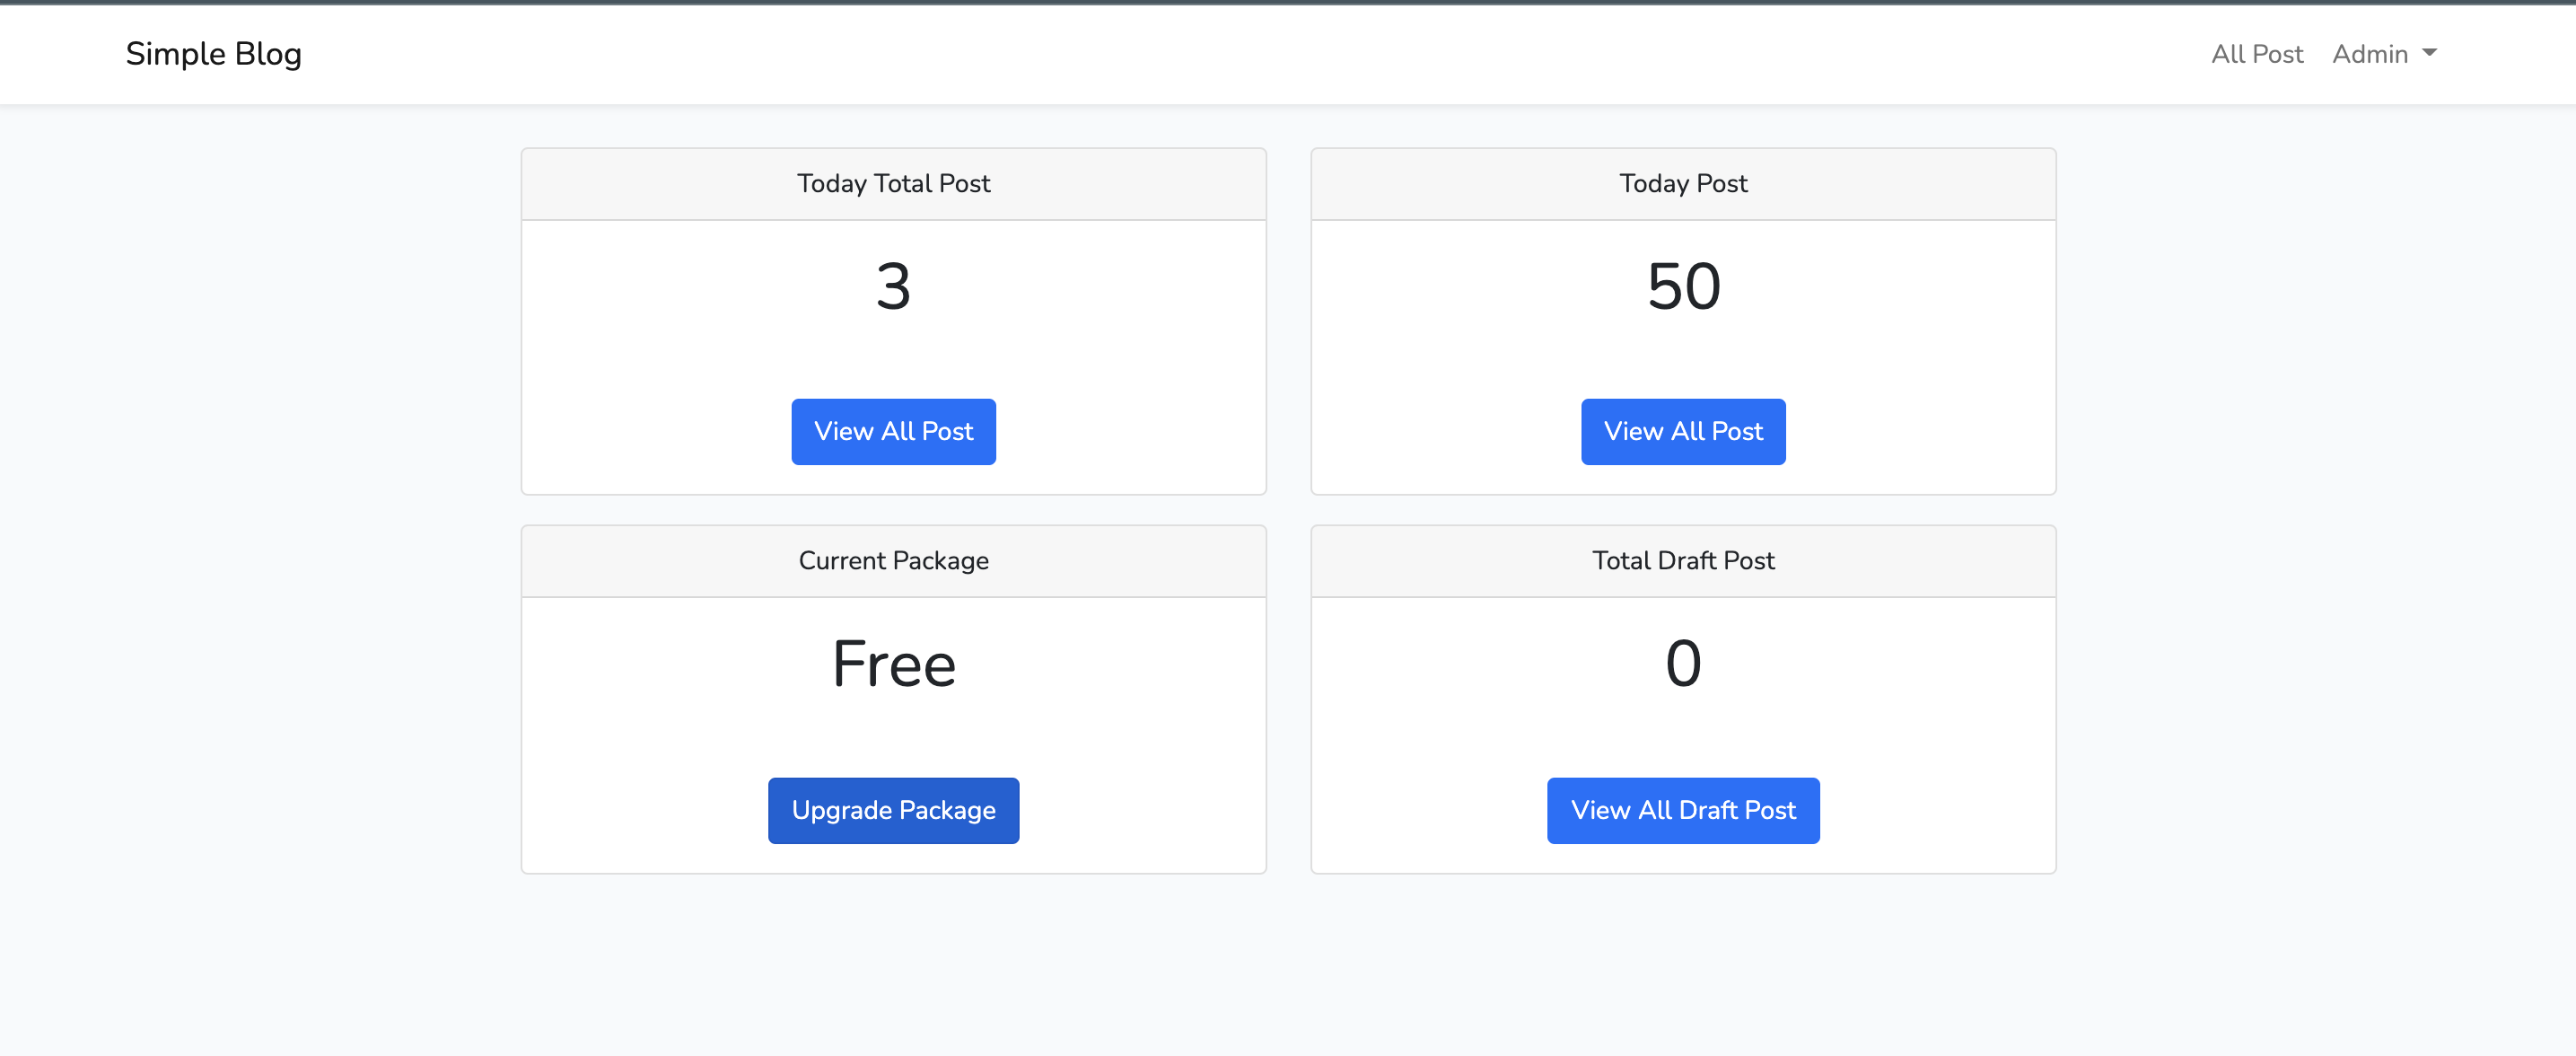 Simple Blog
All Post Admin
Today Total Post
3
View All Post
Today Post
50
View All Post
Current Package
Free
Upgrade Package
Total Draft Post
0
View All Draft Post